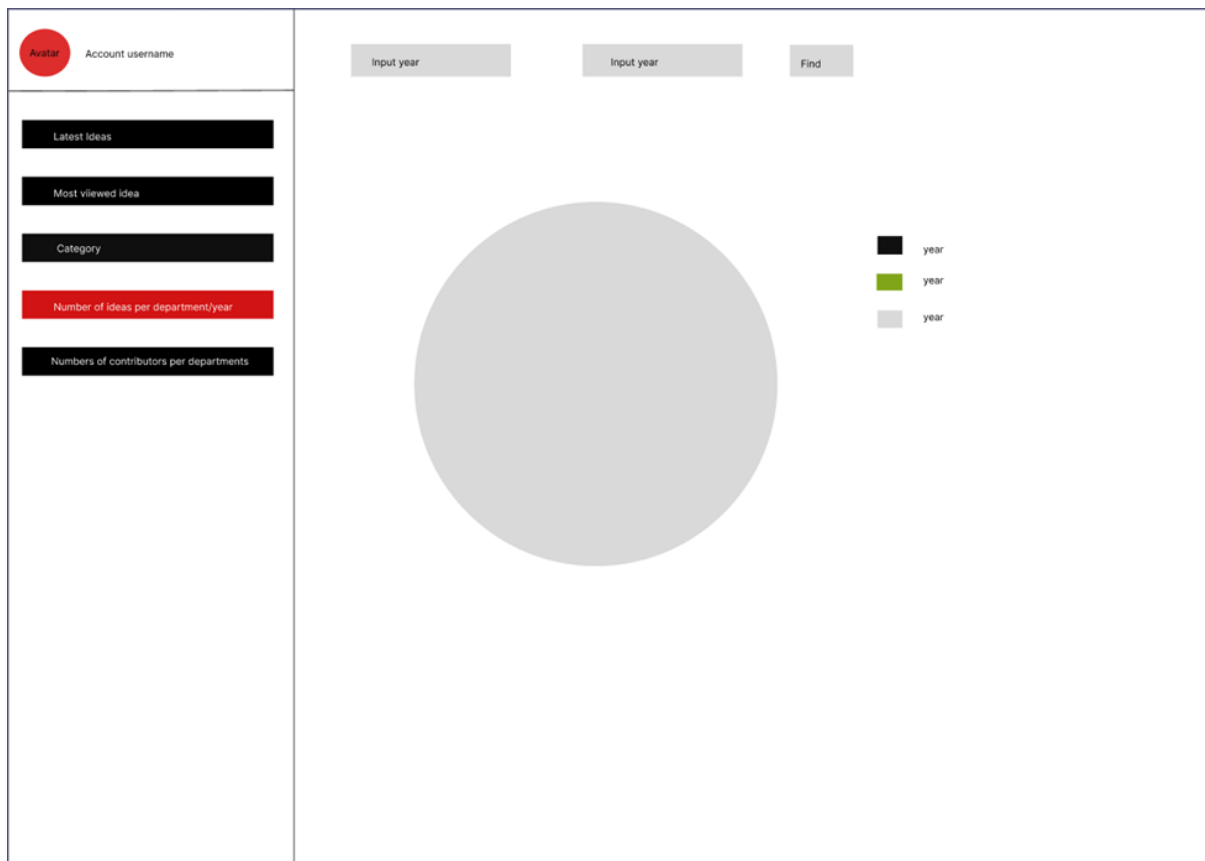 Avatar
Account username
Input year
Input year
Find
Latest Ideas
Most viiewed idea
Category
Number of ideas per department/year
Numbers of contributors per departments
year
year
year